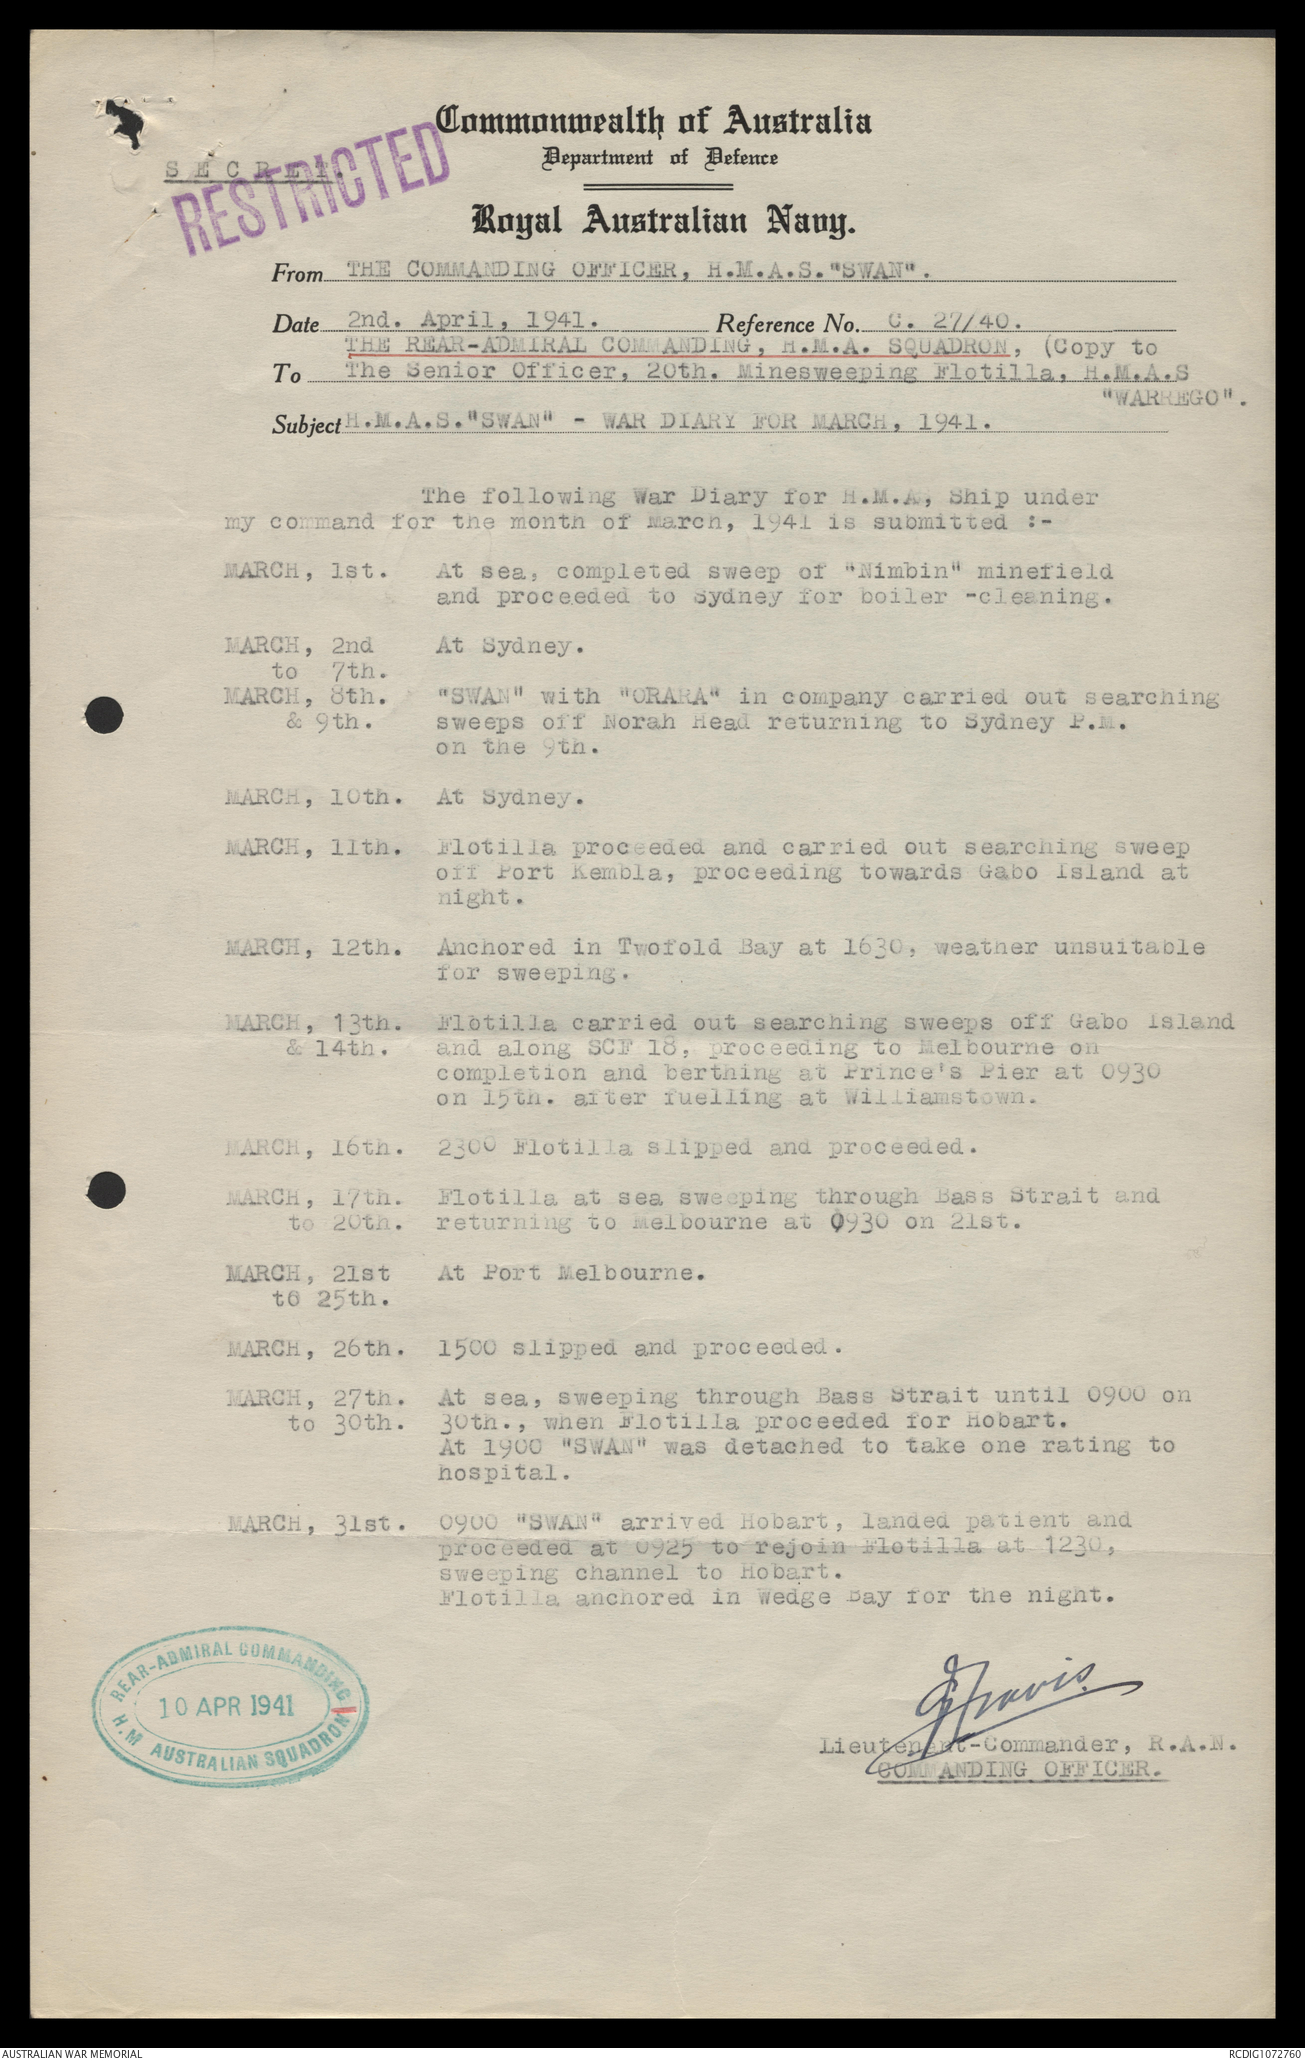 Commonwealth of Australia
Department of Defence
SECRET.
RESTRICTED
Royal Australian Navy.
From THE COMMANDING OFFICER, H.M.A.S."SWAN".
Date 2nd. April, 1941. Reference No. C. 27/40.
THE REAR-ADMIRAL COMMANDING, H.M.A. SQUADRON, (Copy to
To The Senior Officer, 20th. Minesweeping Flotilla, H.M.A.S
"WARREGO".
Subject H.M.A.S."SWAN" - WAR DIARY FOR MARCH, 1941.
The following War Diary for H.M.A, Ship under
my command for the month of March, 1941 is submitted :-
MARCH, 1st. At sea, completed sweep of "Nimbin" minefield
and proceeded to Sydney for boiler -cleaning.
MARCH, 2nd At Sydney.
to 7th.
MARCH, 8th. "SWAN" with "ORARA" in company carried out searching
& 9th. sweeps off Norah Head returning to Sydney P.M.
on the 9th.
MARCH, 10th. At Sydney.
MARCH, 11th. Flotilla proceeded and carried out searching sweep
off Port Kembla, proceeding towards Gabo Island at
night.
MARCH, 12th. Anchored in Twofold Bay at 1630, weather unsuitable
for sweeping.
MARCH, 13th. Flotilla carried out searching sweeps off Gabo Island
& 14th. and along SCF 18, proceeding to Melbourne on
completion and berthing at Prince's Pier at 0930
on 15th. after fuelling at Williamstown.
MARCH, 16th. 2300 Flotilla slipped and proceeded.
MARCH, 17th. Flotilla at sea sweeping through Bass Strait and
to 20th. returning to Melbourne at 0930 on 21st.
MARCH, 21st At Port Melbourne.
to 25th.
MARCH, 26th. 1500 slipped and proceeded.
MARCH, 27th. At sea, sweeping through Bass Strait until 0900 on
to 30th. 30th., when Flotilla proceeded for Hobart.
At 1900 "SWAN" was detached to take one rating to
hospital.
MARCH, 31st. 0900 "SWAN" arrived Hobart, landed patient and
proceeded at 0925 to rejoin Flotilla at 1230,
sweeping channel to Hobart.
Flotilla anchored in Wedge Bay for the night.
REAR-ADMIRAL COMMANDING
10 APR 1941
H.M AUSTRALIAN SQUADRON
Travis.
Lieutenant-Commander, R.A.N.
COMMANDING OFFICER.
AUSTRALIAN WAR MEMORIAL
RCDIG1072760